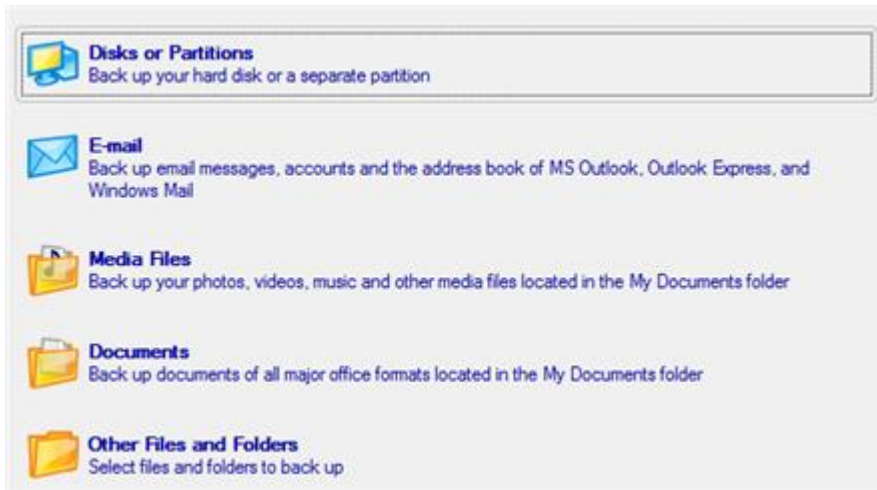 Disks or Partitions
Back up your hard disk or a separate partition
E-mail
Back up email messages, accounts and the address book of MS Outlook, Outlook Express, and
Windows Mail
Media Files
Back up your photos, videos, music and other media files located in the My Documents folder
Documents
Back up documents of all major office formats located in the My Documents folder
Other Files and Folders
Select files and folders to back up